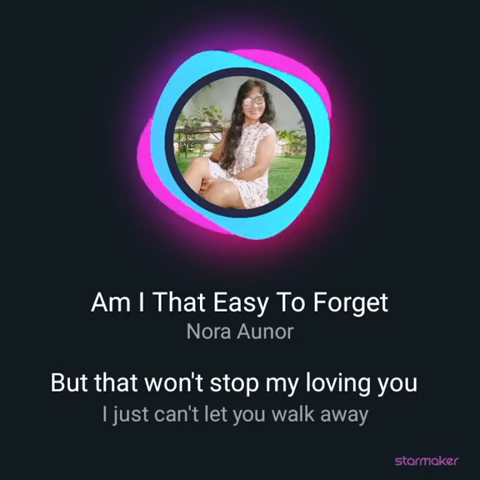 Am I That Easy To Forget
Nora Aunor
But that won't stop my loving you
I just can't let you walk away
starmaker